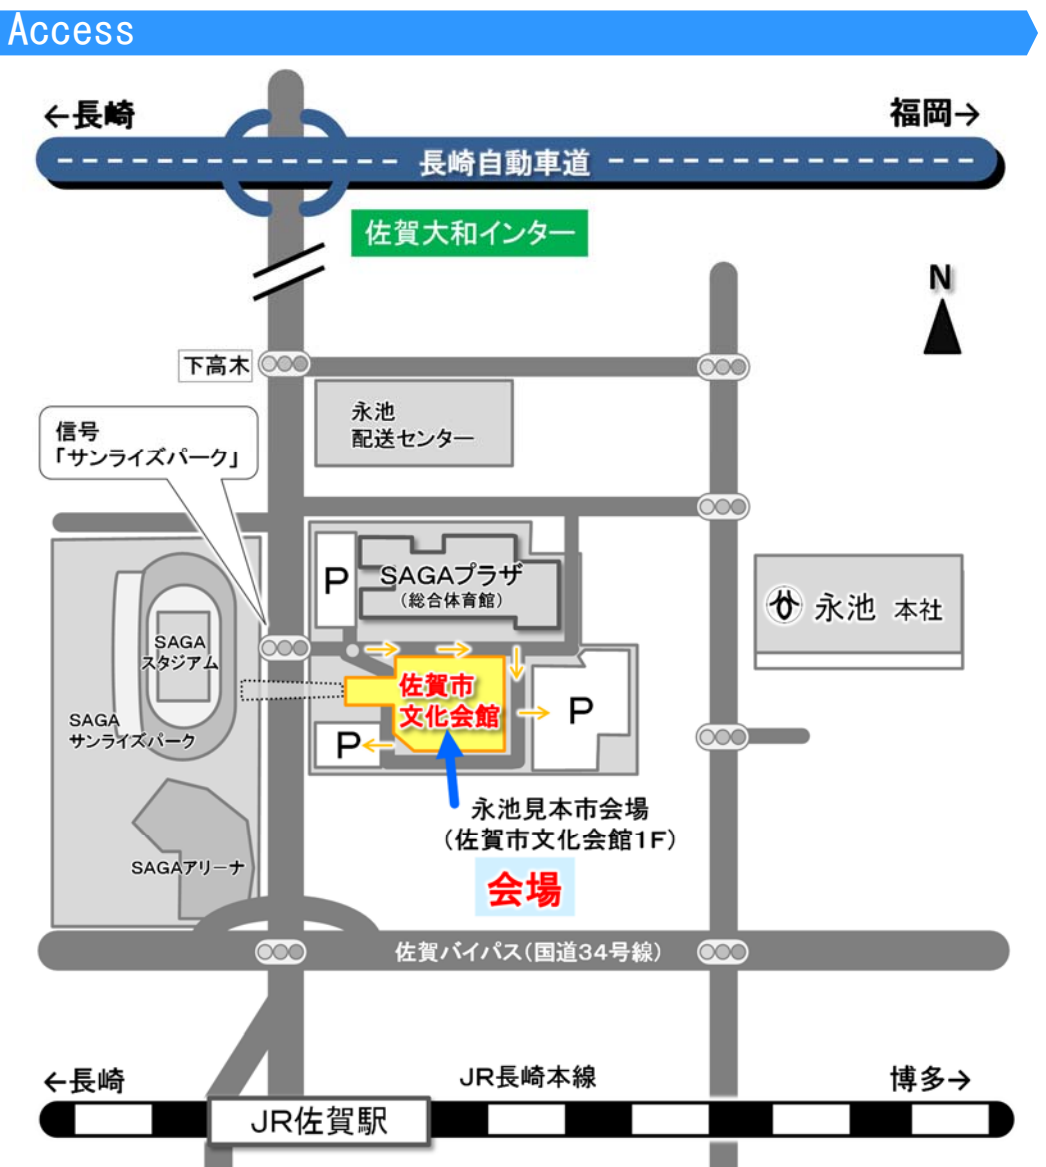 Access
←長崎
福岡→
長崎自動車道
佐賀大和インター
N
下高木
永池
配送センター
信号
「サンライズパーク」
P
SAGAプラザ
(総合体育館)
永池 本社
SAGA
スタジアム
佐賀市
文化会館
P
SAGA
サンライズパーク
P
永池見本市会場
(佐賀市文化会館1F)
SAGAアリーナ
会場
佐賀バイパス(国道34号線)
←長崎
JR長崎本線
博多→
JR佐賀駅